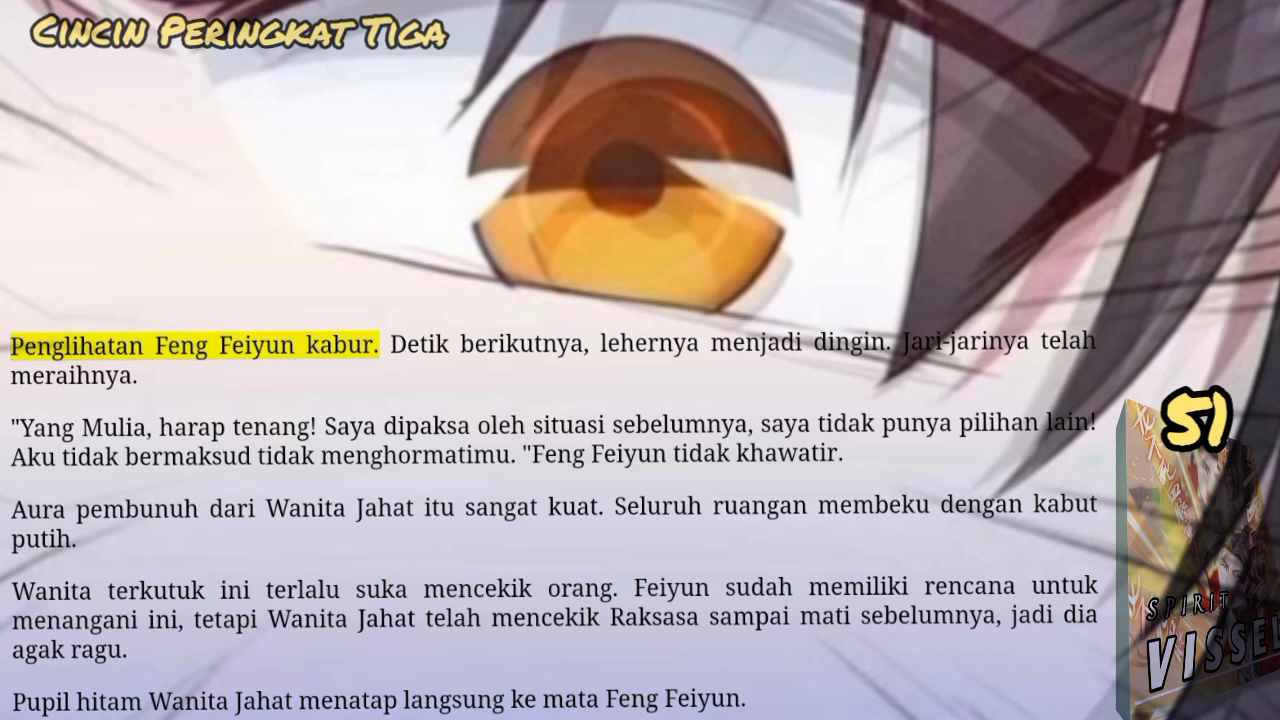 Cincin Peringkat Tiga
Penglihatan Feng Feiyun kabur. Detik berikutnya, lehernya menjadi dingin. Jari-jarinya telah
meraihnya.
"Yang Mulia, harap tenang! Saya dipaksa oleh situasi sebelumnya, saya tidak punya pilihan lain!
Aku tidak bermaksud tidak menghormatimu. "Feng Feiyun tidak khawatir.
Aura pembunuh dari Wanita Jahat itu sangat kuat. Seluruh ruangan membeku dengan kabut
putih.
Wanita terkutuk ini terlalu suka mencekik orang. Feiyun sudah memiliki rencana untuk
menangani ini, tetapi Wanita Jahat telah mencekik Raksasa sampai mati sebelumnya, jadi dia
agak ragu.
Pupil hitam Wanita Jahat menatap langsung ke mata Feng Feiyun.
51
SPIRIT